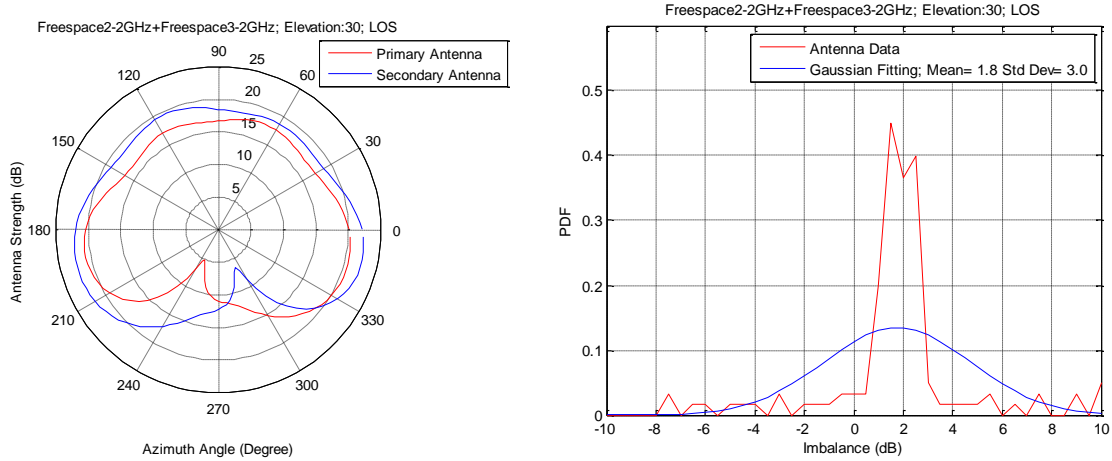 Freespace2-2GHz+Freespace3-2GHz; Elevation:30; LOS
Primary Antenna
Secondary Antenna
90
25
120
60
20
15
150
30
10
5
180
0
210
330
240
300
270
Antenna Strength (dB)
Azimuth Angle (Degree)
Freespace2-2GHz+Freespace3-2GHz; Elevation:30; LOS
Antenna Data
Gaussian Fitting; Mean= 1.8 Std Dev= 3.0
0.5
0.4
0.3
0.2
0.1
0
PDF
-10 -8 -6 -4 -2 0 2 4 6 8 10
Imbalance (dB)